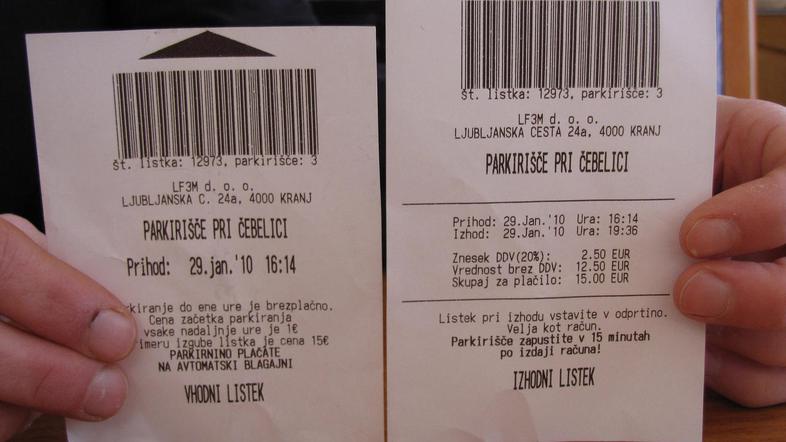 št. listka: 12973, parkirišče: 3
LF3M d. o. o.
LJUBLJANSKA C. 24a, 4000 KRANJ
PARKIRIŠČE PRI ČEBELICI
Prihod: 29.jan.'10 16:14
kiranje do ene ure je brezplačno.
Cena začetka parkiranja
vsake nadaljnje ure je 1€
imeru izgube listka je cena 15€
PARKIRNINO PLAČATE
NA AVTOMATSKI BLAGAJNI
VHODNI LISTEK
št. listka: 12973, parkirišče: 3
LF3M d. o. o.
LJUBLJANSKA CESTA 24a, 4000 KRANJ
PARKIRIŠČE PRI ČEBELICI
Prihod: 29.Jan.'10 Ura: 16:14
Izhod: 29.Jan.'10 Ura: 19:36
Znesek DDV(20%): 2.50 EUR
Vrednost brez DDV: 12.50 EUR
Skupaj za plačilo: 15.00 EUR
Listek pri izhodu vstavite v odprtino.
Velja kot račun.
Parkirišče zapustite v 15 minutah
po izdaji računa!
IZHODNI LISTEK